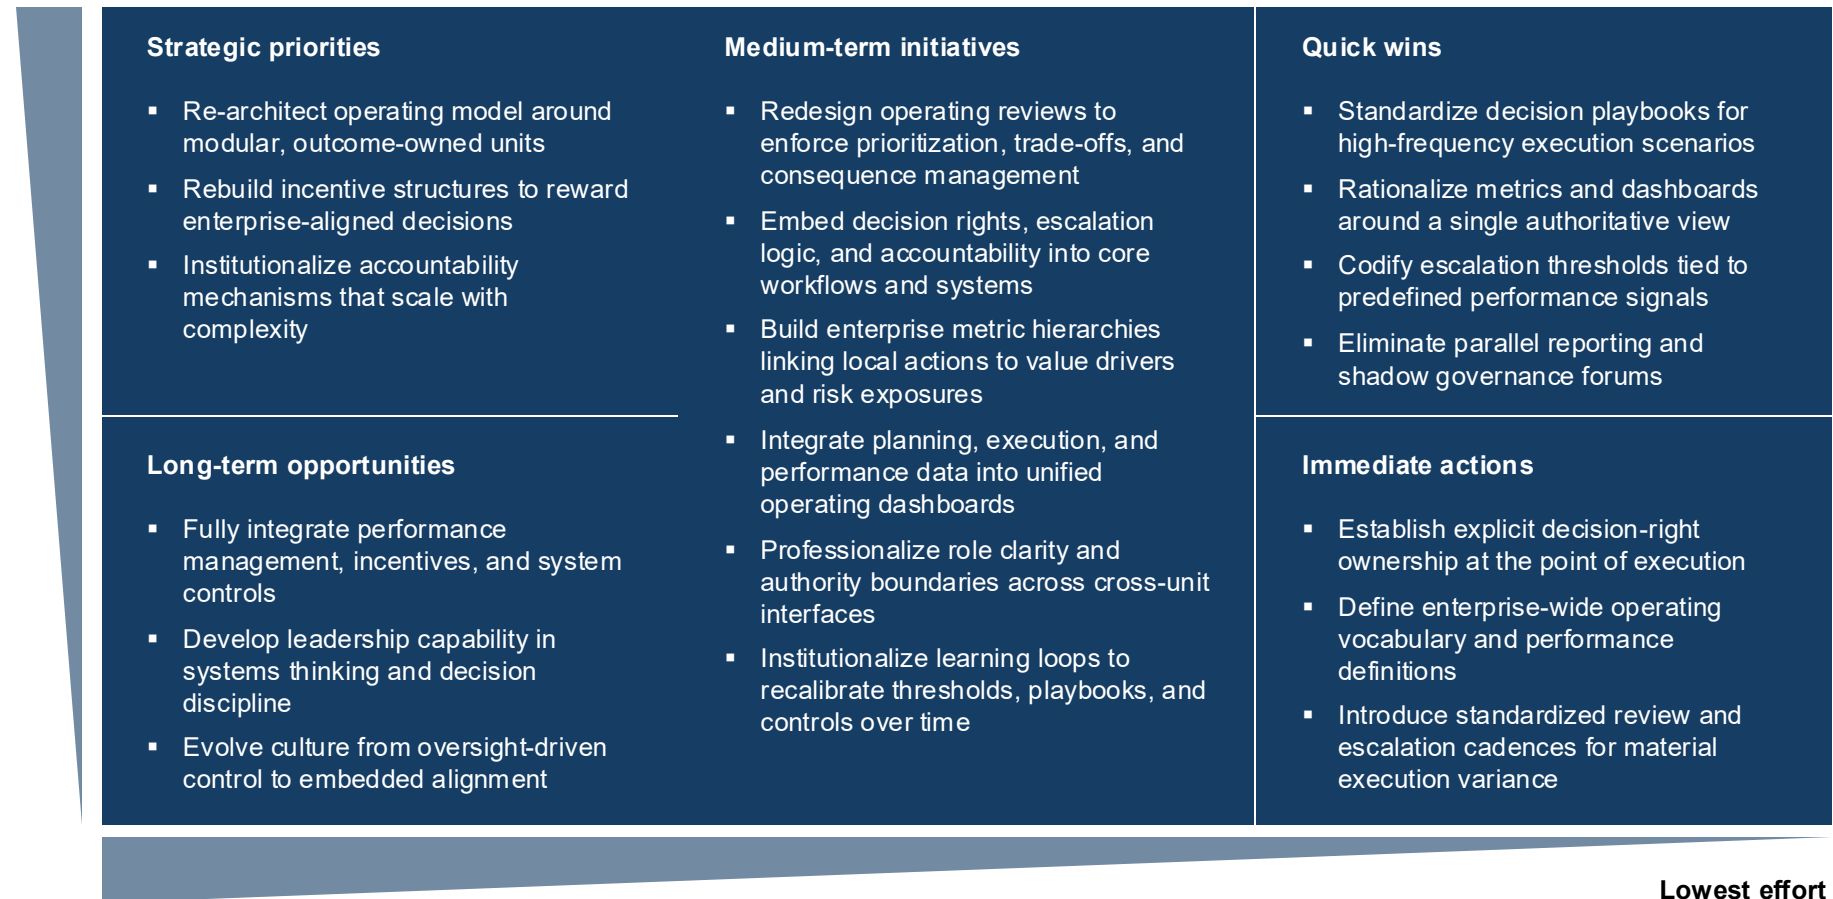 Strategic priorities
Re-architect operating model around
modular, outcome-owned units
Rebuild incentive structures to reward
enterprise-aligned decisions
Institutionalize accountability
mechanisms that scale with
complexity
Long-term opportunities
Fully integrate performance
management, incentives, and system
controls
Develop leadership capability in
systems thinking and decision
discipline
Evolve culture from oversight-driven
control to embedded alignment
Medium-term initiatives
Redesign operating reviews to
enforce prioritization, trade-offs, and
consequence management
Embed decision rights, escalation
logic, and accountability into core
workflows and systems
Build enterprise metric hierarchies
linking local actions to value drivers
and risk exposures
Integrate planning, execution, and
performance data into unified
operating dashboards
Professionalize role clarity and
authority boundaries across cross-unit
interfaces
Institutionalize learning loops to
recalibrate thresholds, playbooks, and
controls over time
Quick wins
Standardize decision playbooks for
high-frequency execution scenarios
Rationalize metrics and dashboards
around a single authoritative view
Codify escalation thresholds tied to
predefined performance signals
Eliminate parallel reporting and
shadow governance forums
Immediate actions
Establish explicit decision-right
ownership at the point of execution
Define enterprise-wide operating
vocabulary and performance
definitions
Introduce standardized review and
escalation cadences for material
execution variance
Lowest effort